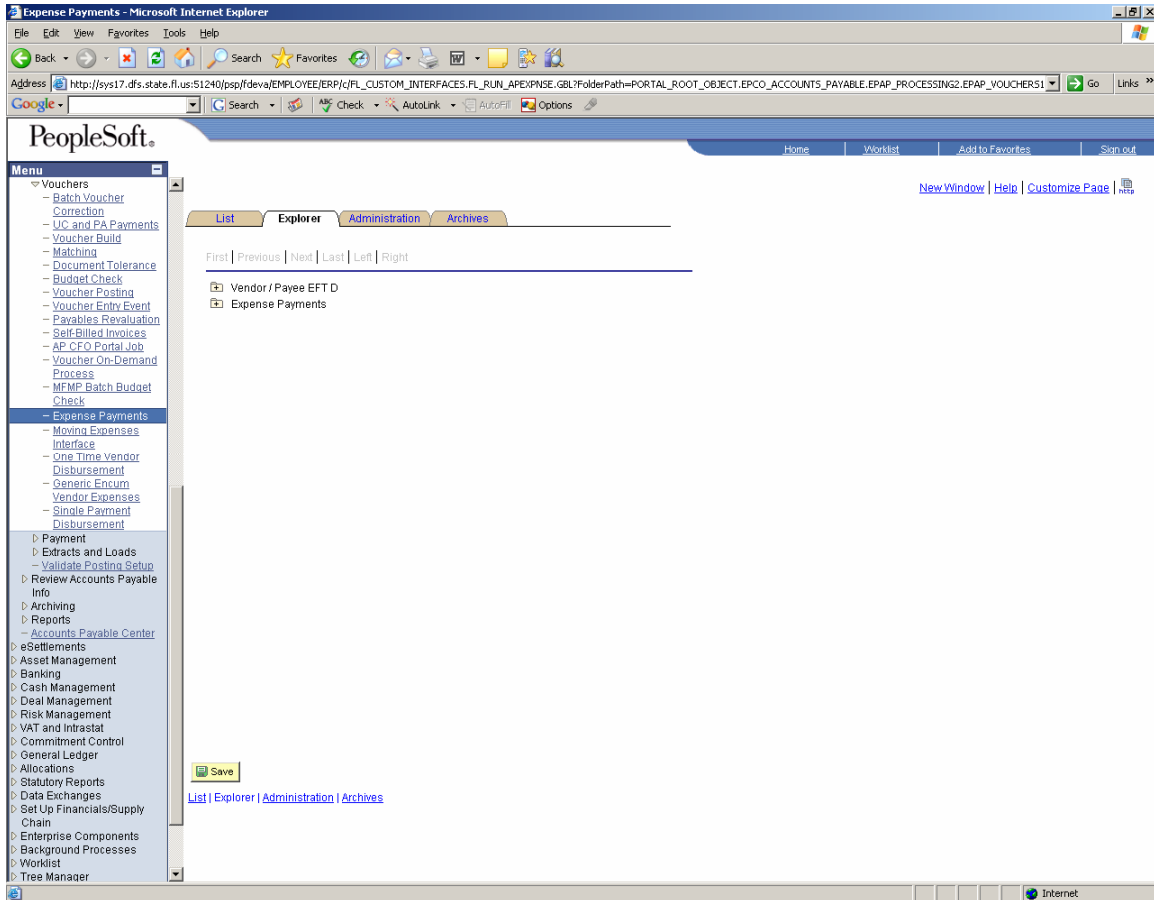 Expense Payments - Microsoft Internet Explorer
File Edit View Favorites Tools Help
Back Search Favorites
Address http://sys17.dfs.state.fl.us:51240/psp/fdeva/EMPLOYEE/ERP/c/FL_CUSTOM_INTERFACES.FL_RUN_APEXPNSE.GBL?FolderPath=PORTAL_ROOT_OBJECT.EPCO_ACCOUNTS_PAYABLE.EPAP_PROCESSING2.EPAP_VOUCHERS1 Go Links »
Google Search Check AutoLink AutoFill Options
PeopleSoft.
Home Worklist Add to Favorites Sign out
Menu
New Window | Help | Customize Page | http
List Explorer Administration Archives
First | Previous | Next | Last | Left | Right
Vendor / Payee EFT D
Expense Payments
Vouchers
– Batch Voucher
Correction
– UC and PA Payments
– Voucher Build
– Matching
– Document Tolerance
– Budget Check
– Voucher Posting
– Voucher Entry Event
– Payables Revaluation
– Self-Billed Invoices
– AP CFO Portal Job
– Voucher On-Demand
Process
– MFMP Batch Budget
Check
– Expense Payments
– Moving Expenses
Interface
– One Time Vendor
Disbursement
– Generic Encum
Vendor Expenses
– Single Payment
Disbursement
Payment
Extracts and Loads
– Validate Posting Setup
Review Accounts Payable
Info
Archiving
Reports
– Accounts Payable Center
eSettlements
Asset Management
Banking
Cash Management
Deal Management
Risk Management
VAT and Intrastat
Commitment Control
General Ledger
Allocations
Statutory Reports
Data Exchanges
Set Up Financials/Supply
Chain
Enterprise Components
Background Processes
Worklist
Tree Manager
Save
List | Explorer | Administration | Archives
Internet